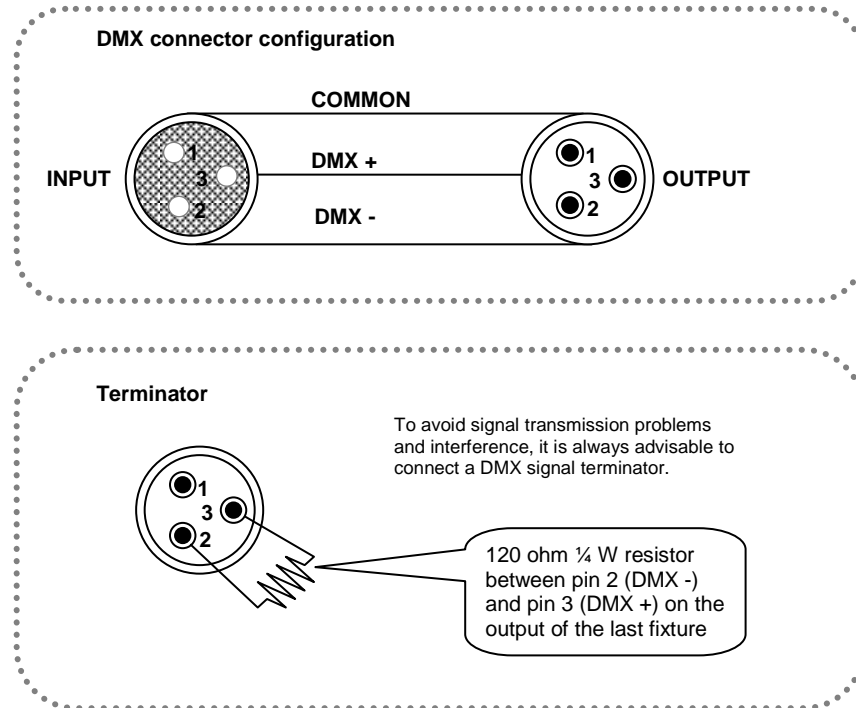 DMX connector configuration
COMMON
INPUT
1
3
2
DMX +
DMX -
1
3
2
OUTPUT
Terminator
To avoid signal transmission problems
and interference, it is always advisable to
connect a DMX signal terminator.
1
3
2
120 ohm ¼ W resistor
between pin 2 (DMX -)
and pin 3 (DMX +) on the
output of the last fixture